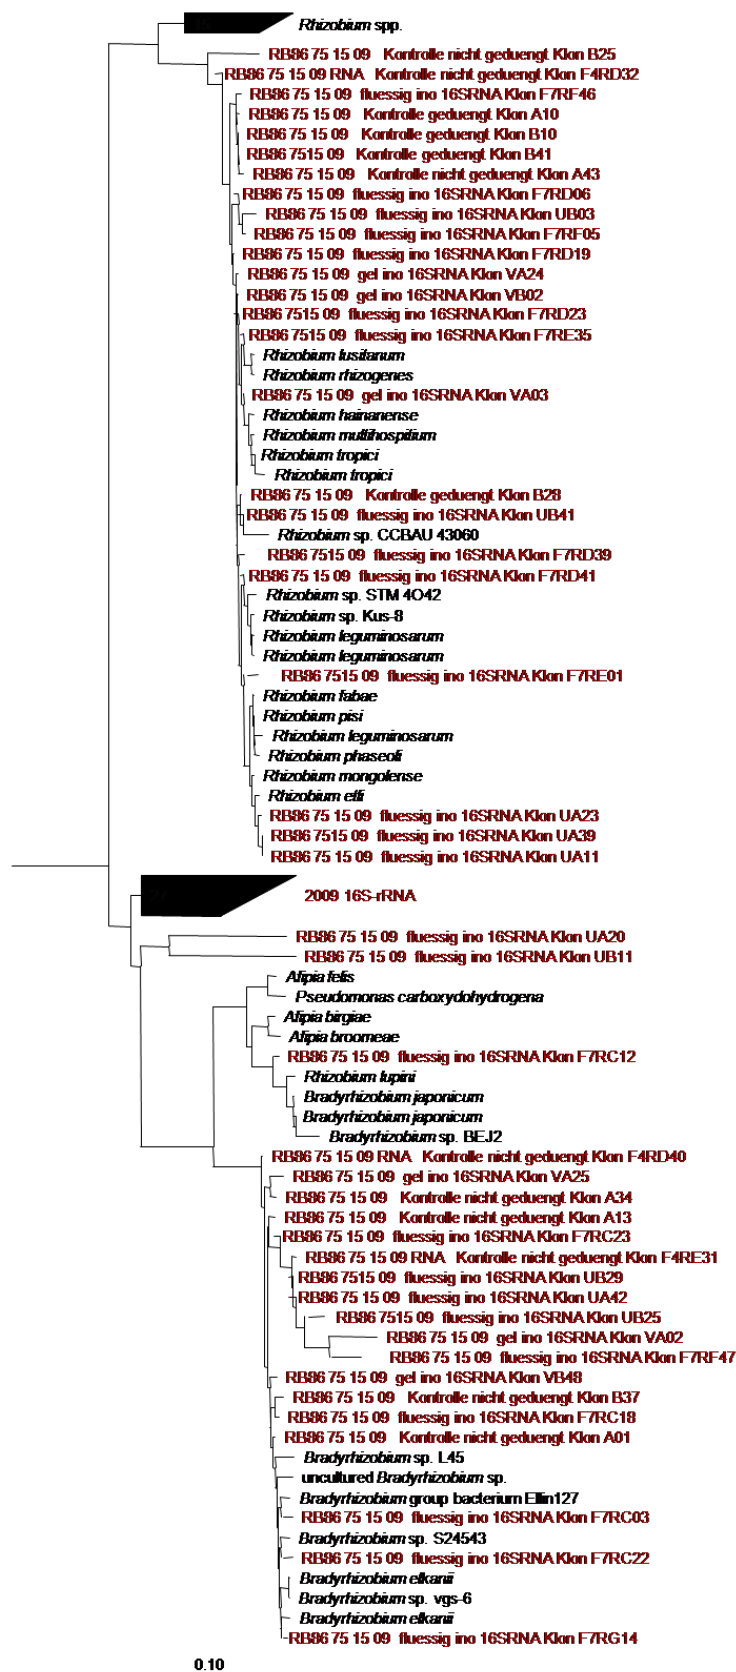 Rhizobium spp.
RB86 75 15 09 Kontrolle nicht geduengt Klon B25
RB86 75 15 09 RNA Kontrolle nicht geduengt Klon F4RD32
RB86 75 15 09 fluessig ino 16SRNA Klon F7RF46
RB86 75 15 09 Kontrolle geduengt Klon A10
RB86 75 15 09 Kontrolle geduengt Klon B10
RB86 7515 09 Kontrolle geduengt Klon B41
RB86 75 15 09 Kontrolle nicht geduengt Klon A43
RB86 75 15 09 fluessig ino 16SRNA Klon F7RD06
RB86 75 15 09 fluessig ino 16SRNA Klon UB03
RB86 75 15 09 fluessig ino 16SRNA Klon F7RF05
RB86 75 15 09 fluessig ino 16SRNA Klon F7RD19
RB86 75 15 09 gel ino 16SRNA Klon VA24
RB86 75 15 09 gel ino 16SRNA Klon VB02
RB86 7515 09 fluessig ino 16SRNA Klon F7RD23
RB86 7515 09 fluessig ino 16SRNA Klon F7RE35
Rhizobium lusitanum
Rhizobium rhizogenes
RB86 75 15 09 gel ino 16SRNA Klon VA03
Rhizobium hainanense
Rhizobium multihospitium
Rhizobium tropici
Rhizobium tropici
RB86 75 15 09 Kontrolle geduengt Klon B28
RB86 75 15 09 fluessig ino 16SRNA Klon UB41
Rhizobium sp. CCBAU 43060
RB86 7515 09 fluessig ino 16SRNA Klon F7RD39
RB86 75 15 09 fluessig ino 16SRNA Klon F7RD41
Rhizobium sp. STM 4O42
Rhizobium sp. Kus-8
Rhizobium leguminosarum
Rhizobium leguminosarum
RB86 7515 09 fluessig ino 16SRNA Klon F7RE01
Rhizobium fabae
Rhizobium pisi
Rhizobium leguminosarum
Rhizobium phaseoli
Rhizobium mongolense
Rhizobium etli
RB86 75 15 09 fluessig ino 16SRNA Klon UA23
RB86 7515 09 fluessig ino 16SRNA Klon UA39
RB86 75 15 09 fluessig ino 16SRNA Klon UA11
2009 16S-rRNA
RB86 75 15 09 fluessig ino 16SRNA Klon UA20
RB86 75 15 09 fluessig ino 16SRNA Klon UB11
Afipia felis
Pseudomonas carboxydohydrogena
Afipia birgiae
Afipia broomeae
RB86 75 15 09 fluessig ino 16SRNA Klon F7RC12
Rhizobium lupini
Bradyrhizobium japonicum
Bradyrhizobium japonicum
Bradyrhizobium sp. BEJ2
RB86 75 15 09 RNA Kontrolle nicht geduengt Klon F4RD40
RB86 75 15 09 gel ino 16SRNA Klon VA25
RB86 75 15 09 Kontrolle nicht geduengt Klon A34
RB86 75 15 09 Kontrolle nicht geduengt Klon A13
RB86 75 15 09 fluessig ino 16SRNA Klon F7RC23
RB86 75 15 09 RNA Kontrolle nicht geduengt Klon F4RE31
RB86 7515 09 fluessig ino 16SRNA Klon UB29
RB86 75 15 09 fluessig ino 16SRNA Klon UA42
RB86 7515 09 fluessig ino 16SRNA Klon UB25
RB86 75 15 09 gel ino 16SRNA Klon VA02
RB86 75 15 09 fluessig ino 16SRNA Klon F7RF47
RB86 75 15 09 gel ino 16SRNA Klon VB48
RB86 75 15 09 Kontrolle nicht geduengt Klon B37
RB86 75 15 09 fluessig ino 16SRNA Klon F7RC18
RB86 75 15 09 Kontrolle nicht geduengt Klon A01
Bradyrhizobium sp. L45
uncultured Bradyrhizobium sp.
Bradyrhizobium group bacterium Ellin127
RB86 75 15 09 fluessig ino 16SRNA Klon F7RC03
Bradyrhizobium sp. S24543
RB86 75 15 09 fluessig ino 16SRNA Klon F7RC22
Bradyrhizobium elkanii
Bradyrhizobium sp. vgs-6
Bradyrhizobium elkanii
RB86 75 15 09 fluessig ino 16SRNA Klon F7RG14
0.10